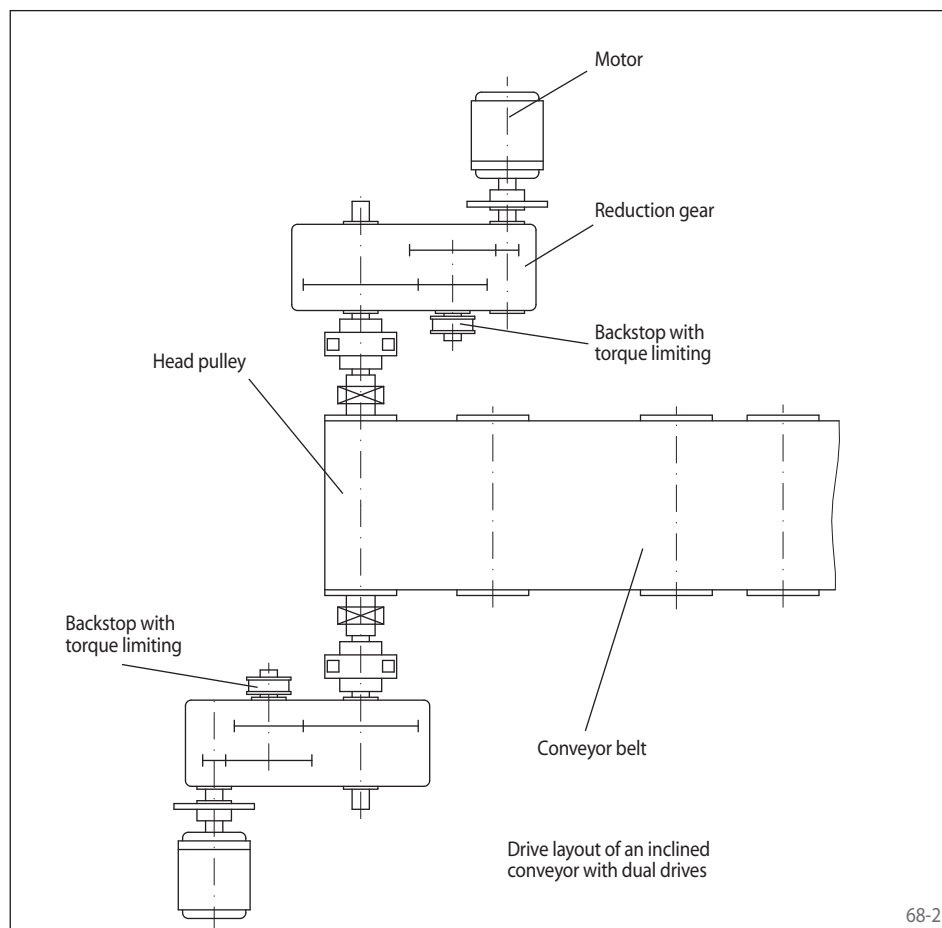 Motor
Reduction gear
Backstop with
torque limiting
Head pulley
Backstop with
torque limiting
Conveyor belt
Drive layout of an inclined
conveyor with dual drives
68-2